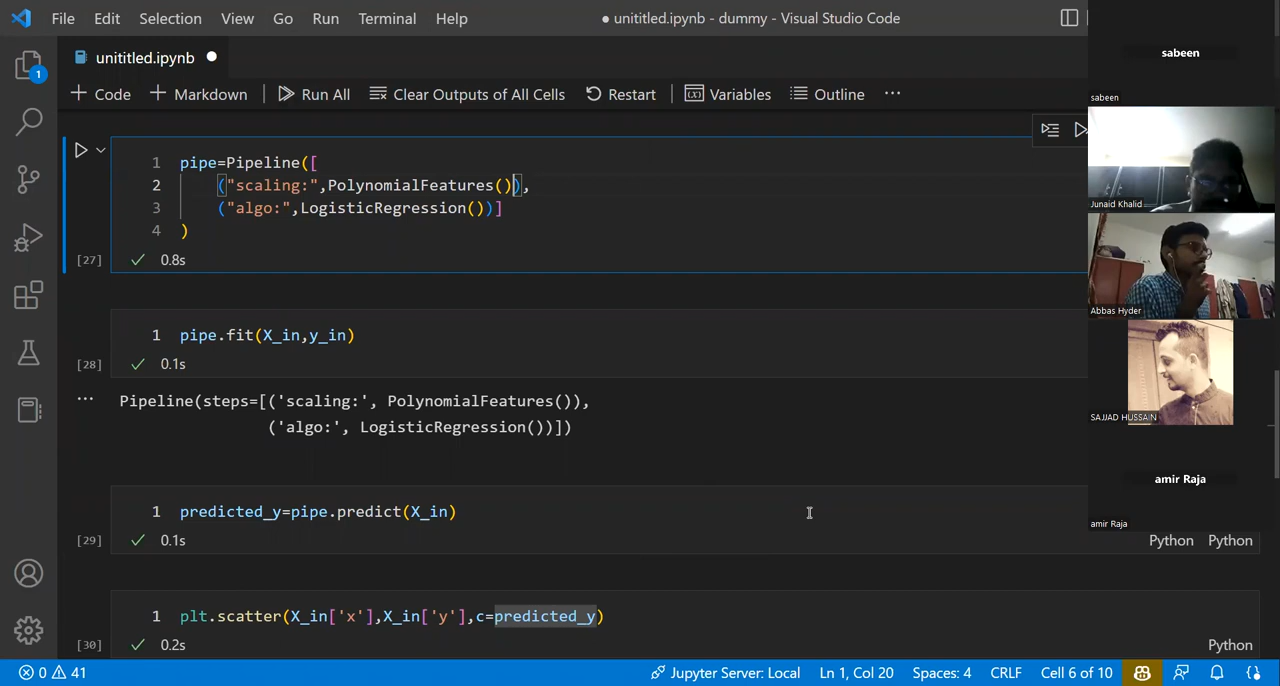 File Edit Selection View Go Run Terminal Help
● unititled.ipynb - dummy - Visual Studio Code
unititled.ipynb ●
Code Markdown Run All Clear Outputs of All Cells Restart Variables Outline ...
1 pipe=Pipeline([
2 ("scaling:",PolynomialFeatures()),
3 ("algo:",LogisticRegression())]
4 )
[27] 0.8s
1 pipe.fit(X_in,y_in)
[28] 0.1s
... Pipeline(steps=[('scaling:', PolynomialFeatures()),
('algo:', LogisticRegression())])
1 predicted_y=pipe.predict(X_in)
[29] 0.1s
Python Python
1 plt.scatter(X_in['x'],X_in['y'],c=predicted_y)
[30] 0.2s
Python
0 41 Jupyter Server: Local Ln 1, Col 20 Spaces: 4 CRLF Cell 6 of 10
1
sabeen
sabeen
Junaid Khalid
Abbas Hyder
SAJJAD HUSSAIN
amir Raja
amir Raja